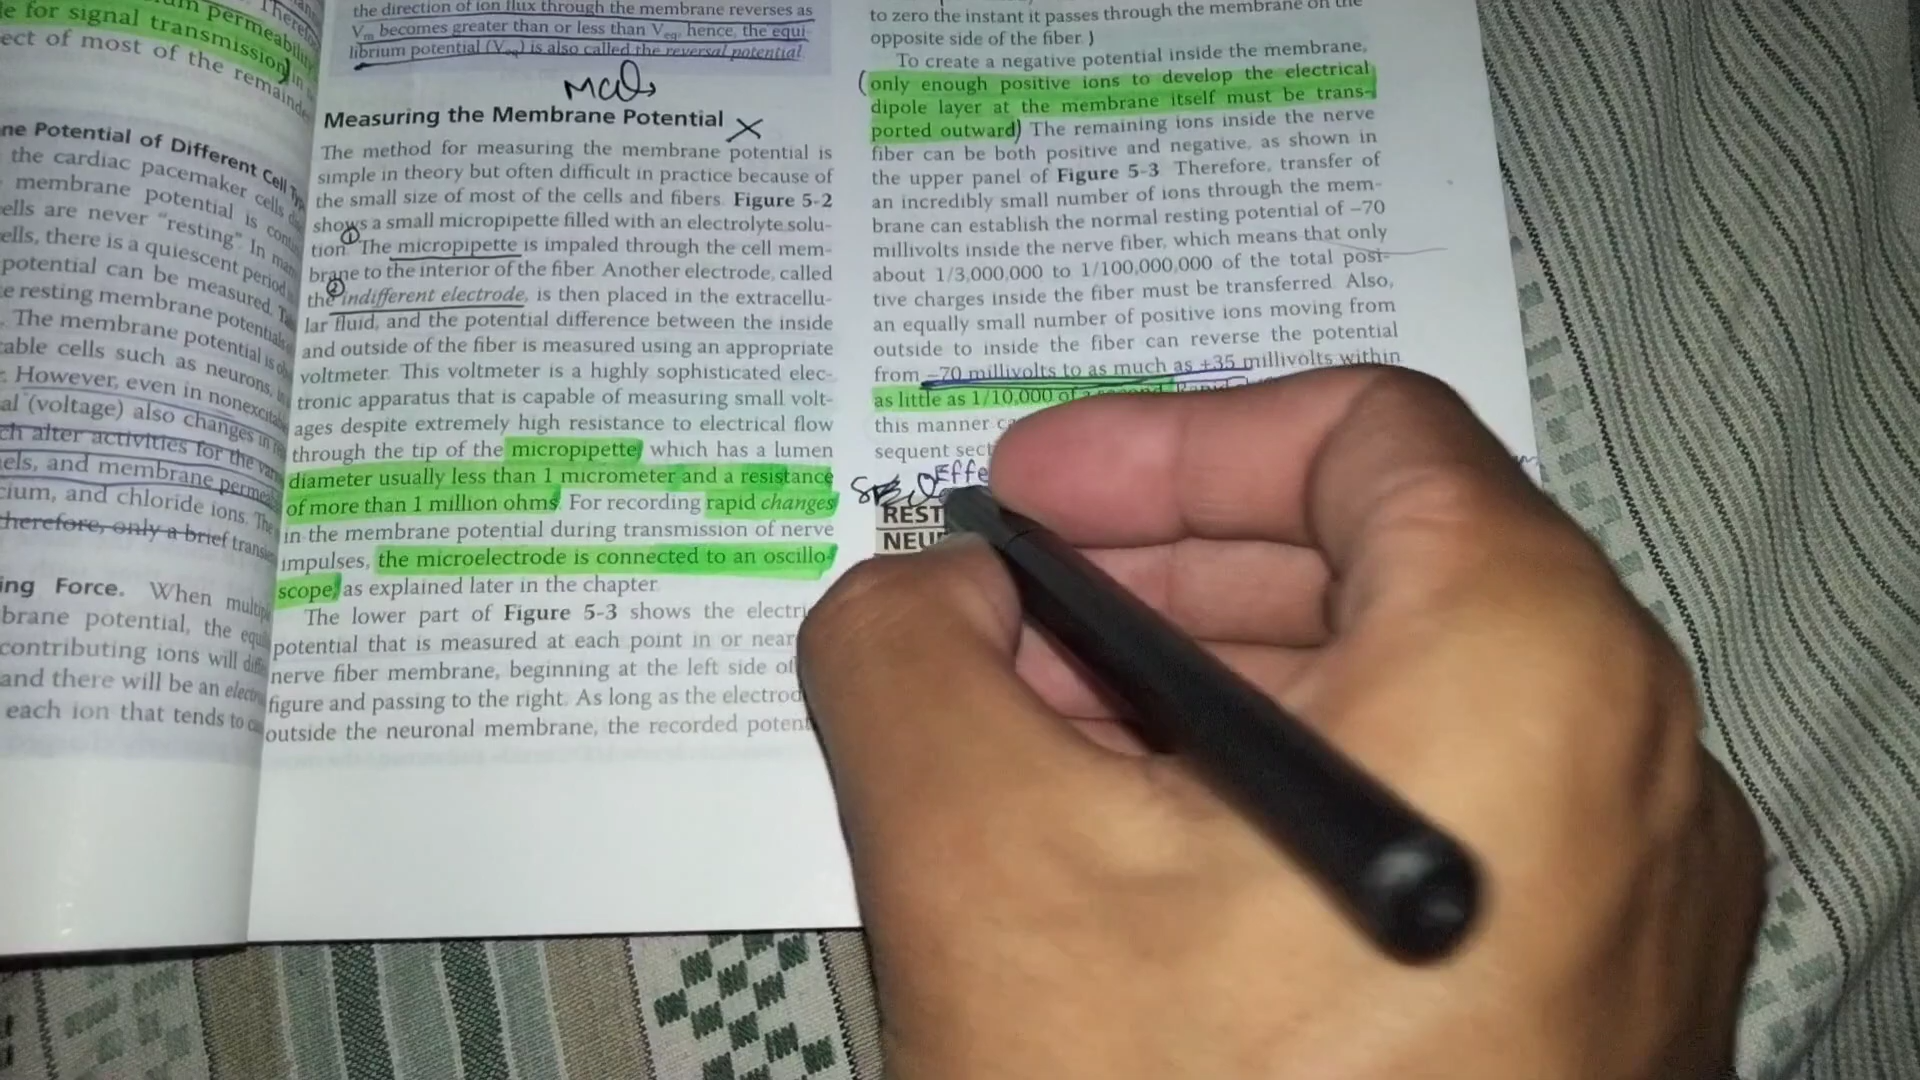 m permeability
e for signal transmission) in
ect of most of the remainde
ne Potential of Different Cell Ty
the cardiac pacemaker cells
membrane potential is
ells are never “resting”. In
ells, there is a quiescent period
potential can be measured.
e resting membrane potential
. The membrane potential is
able cells such as neurons,
. However, even in nonexcita
al (voltage) also changes in
ch alter activities for the
els, and membrane perme
cium, and chloride ions.
herefore, only a brief
ing Force. When
brane potential, the
contributing ions will
and there will be an
each ion that tends to
the direction of ion flux through the membrane reverses as
Vm becomes greater than or less than Veq, hence, the equi-
librium potential (Veq) is also called the reversal potential.
MCQs
Measuring the Membrane Potential X
The method for measuring the membrane potential is
simple in theory but often difficult in practice because of
the small size of most of the cells and fibers. Figure 5-2
shows a small micropipette filled with an electrolyte solu-
tion. ① The micropipette is impaled through the cell mem-
brane to the interior of the fiber. Another electrode, called
the ② indifferent electrode, is then placed in the extracellu-
lar fluid, and the potential difference between the inside
and outside of the fiber is measured using an appropriate
voltmeter. This voltmeter is a highly sophisticated elec-
tronic apparatus that is capable of measuring small volt-
ages despite extremely high resistance to electrical flow
through the tip of the micropipette, which has a lumen
diameter usually less than 1 micrometer and a resistance
of more than 1 million ohms. For recording rapid changes
in the membrane potential during transmission of nerve
impulses, the microelectrode is connected to an oscillo-
scope, as explained later in the chapter.
The lower part of Figure 5-3 shows the electri
potential that is measured at each point in or near
nerve fiber membrane, beginning at the left side of
figure and passing to the right. As long as the electrod
outside the neuronal membrane, the recorded potent
to zero the instant it passes through the membrane on the
opposite side of the fiber.)
To create a negative potential inside the membrane,
(only enough positive ions to develop the electrical
dipole layer at the membrane itself must be trans-
ported outward) The remaining ions inside the nerve
fiber can be both positive and negative, as shown in
the upper panel of Figure 5-3. Therefore, transfer of
an incredibly small number of ions through the mem-
brane can establish the normal resting potential of –70
millivolts inside the nerve fiber, which means that only
about 1/3,000,000 to 1/100,000,000 of the total posi-
tive charges inside the fiber must be transferred. Also,
an equally small number of positive ions moving from
outside to inside the fiber can reverse the potential
from –70 millivolts to as much as +35 millivolts within
as little as 1/10,000 of a second. Rapid
this manner
sequent sect
Effe
REST
NEU